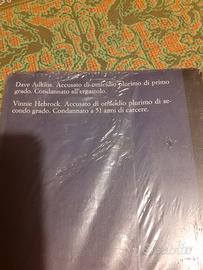 Dave Adkins. Accusato di omicidio plurimo di primo
grado. Condannato all'ergastolo.
Vinnie Hebrock. Accusato di omicidio plurimo di se-
condo grado. Condannato a 51 anni di carcere.